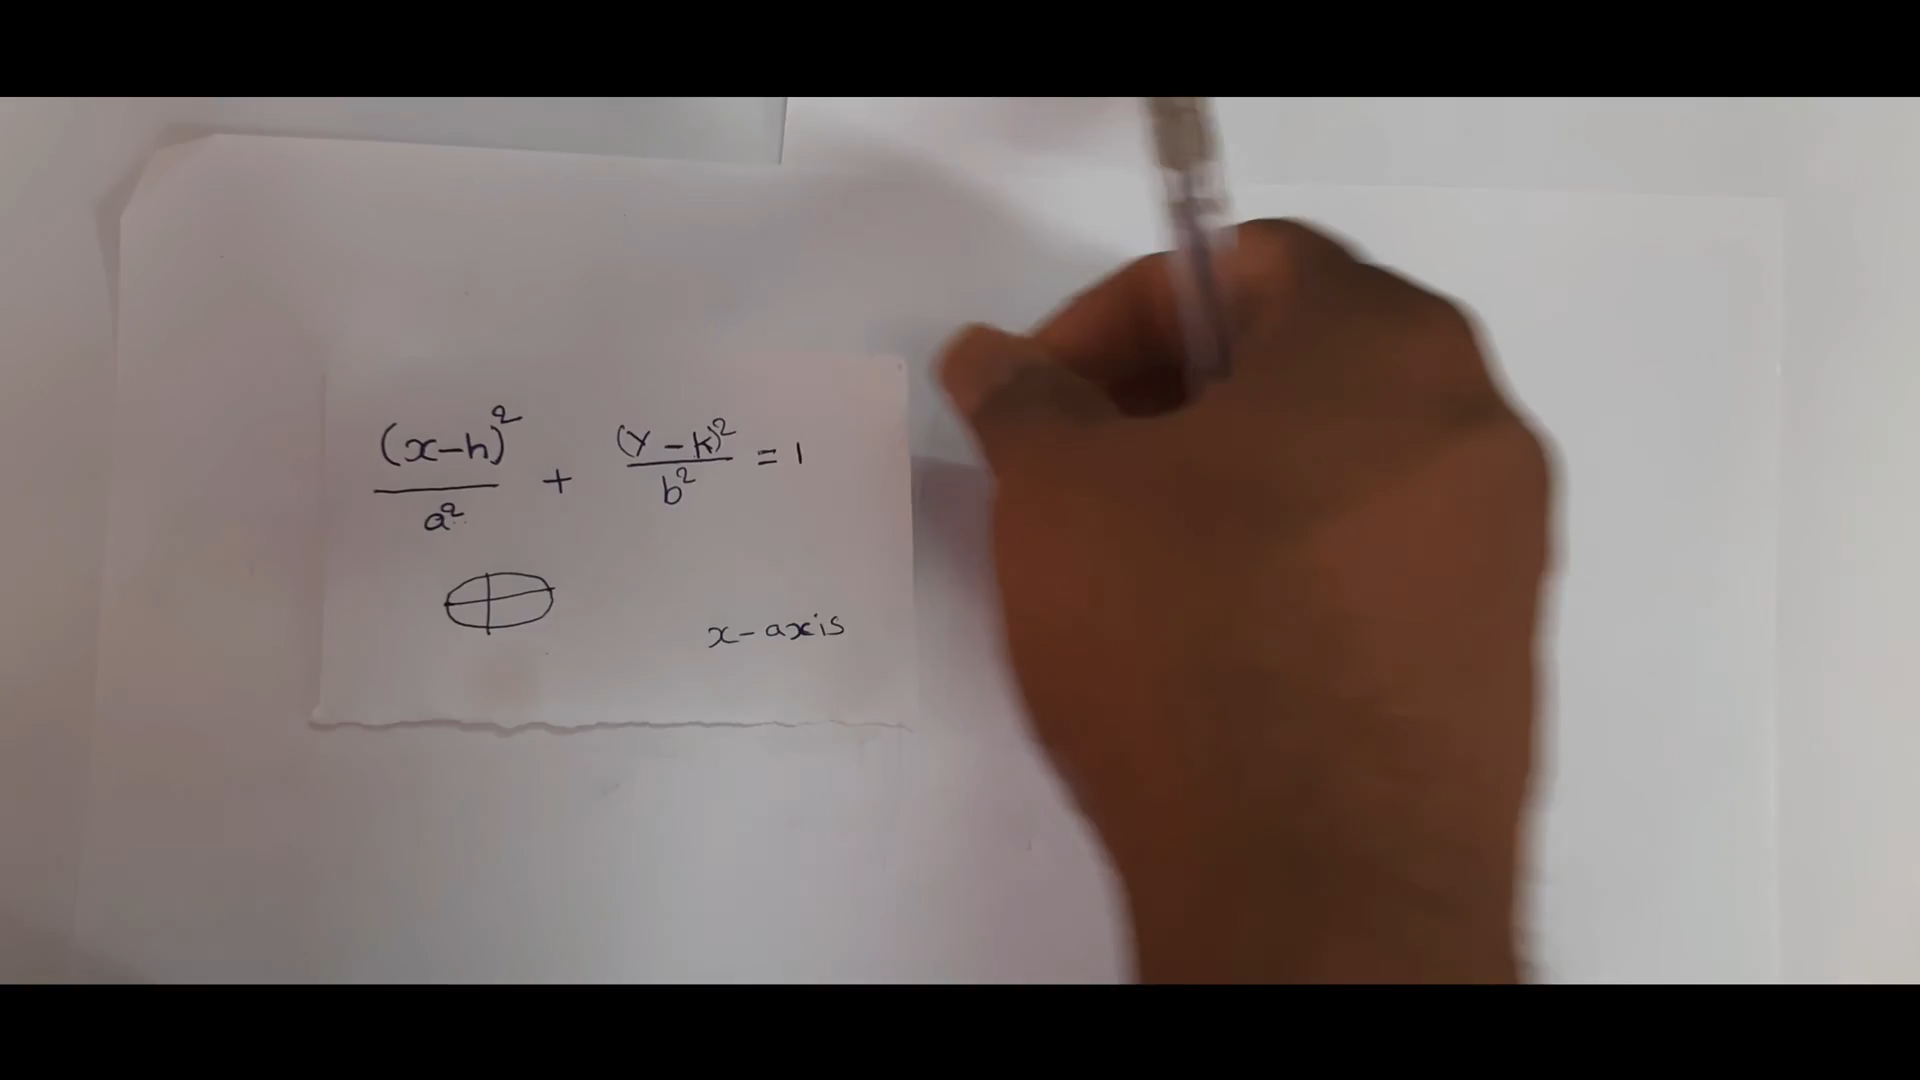 (x-h)²/a² + (y-k)²/b² = 1
x-axis